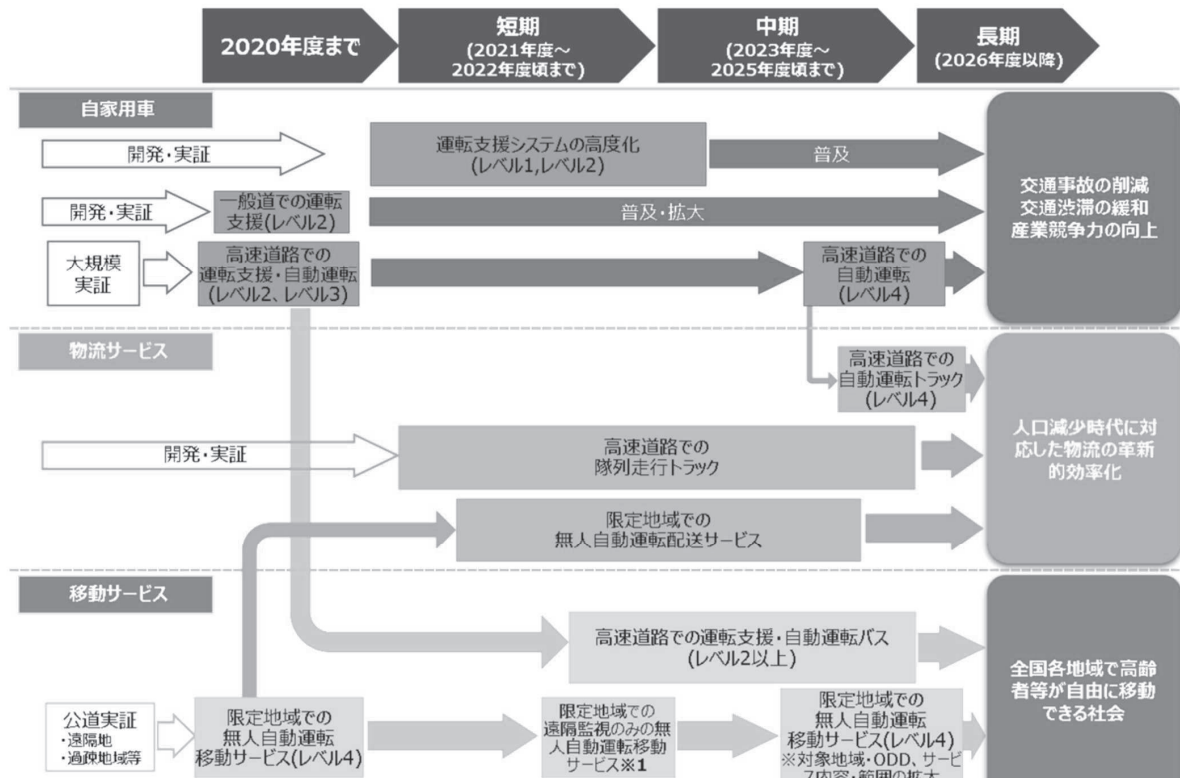 2020年度まで
短期
(2021年度～
2022年度頃まで)
中期
(2023年度～
2025年度頃まで)
長期
(2026年度以降)
自家用車
開発・実証
運転支援システムの高度化
(レベル1,レベル2)
普及
開発・実証
一般道での運転
支援(レベル2)
普及・拡大
大規模
実証
高速道路での
運転支援・自動運転
(レベル2、レベル3)
高速道路での
自動運転
(レベル4)
交通事故の削減
交通渋滞の緩和
産業競争力の向上
物流サービス
高速道路での
自動運転トラック
(レベル4)
開発・実証
高速道路での
隊列走行トラック
限定地域での
無人自動運転配送サービス
人口減少時代に対
応した物流の革新
的効率化
移動サービス
高速道路での運転支援・自動運転バス
(レベル2以上)
公道実証
・遠隔地
・過疎地域等
限定地域での
無人自動運転
移動サービス(レベル4)
限定地域での
遠隔監視のみの無
人自動運転移動
サービス※1
限定地域での
無人自動運転
移動サービス(レベル4)
※対象地域・ODD、サービ
ス内容・範囲の拡大
全国各地域で高齢
者等が自由に移動
できる社会